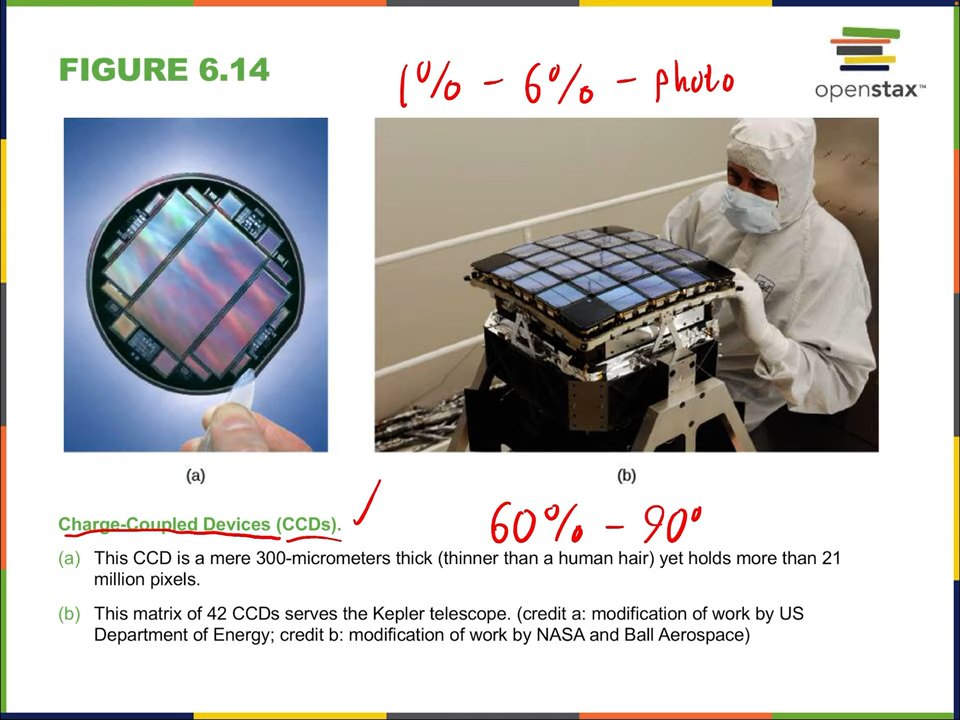 FIGURE 6.14
1% - 6% - photo
openstax™
(a)
(b)
Charge-Coupled Devices (CCDs).
60% - 90°
(a) This CCD is a mere 300-micrometers thick (thinner than a human hair) yet holds more than 21
million pixels.
(b) This matrix of 42 CCDs serves the Kepler telescope. (credit a: modification of work by US
Department of Energy; credit b: modification of work by NASA and Ball Aerospace)